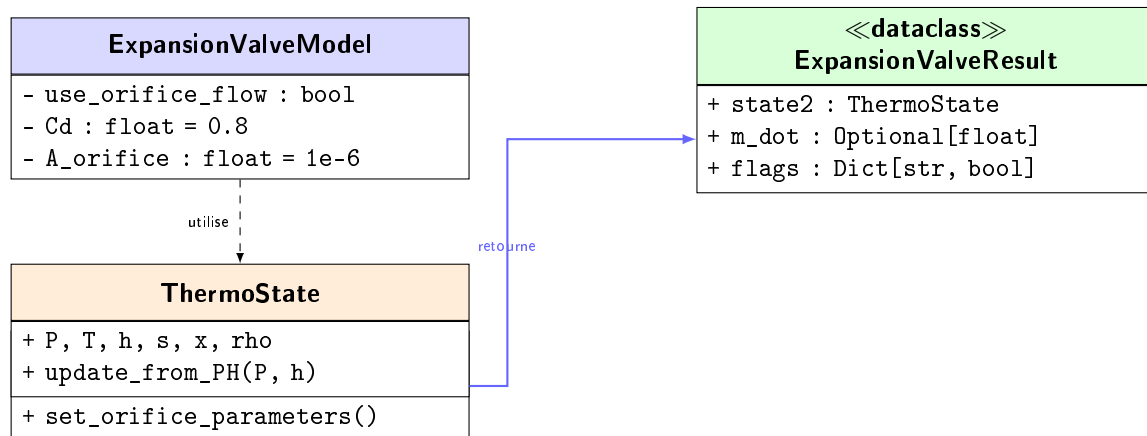 ExpansionValveModel
- use_orifice_flow : bool
- Cd : float = 0.8
- A_orifice : float = 1e-6
utilise
ThermoState
+ P, T, h, s, x, rho
+ update_from_PH(P, h)
+ set_orifice_parameters()
retourne
≪dataclass≫
ExpansionValveResult
+ state2 : ThermoState
+ m_dot : Optional[float]
+ flags : Dict[str, bool]